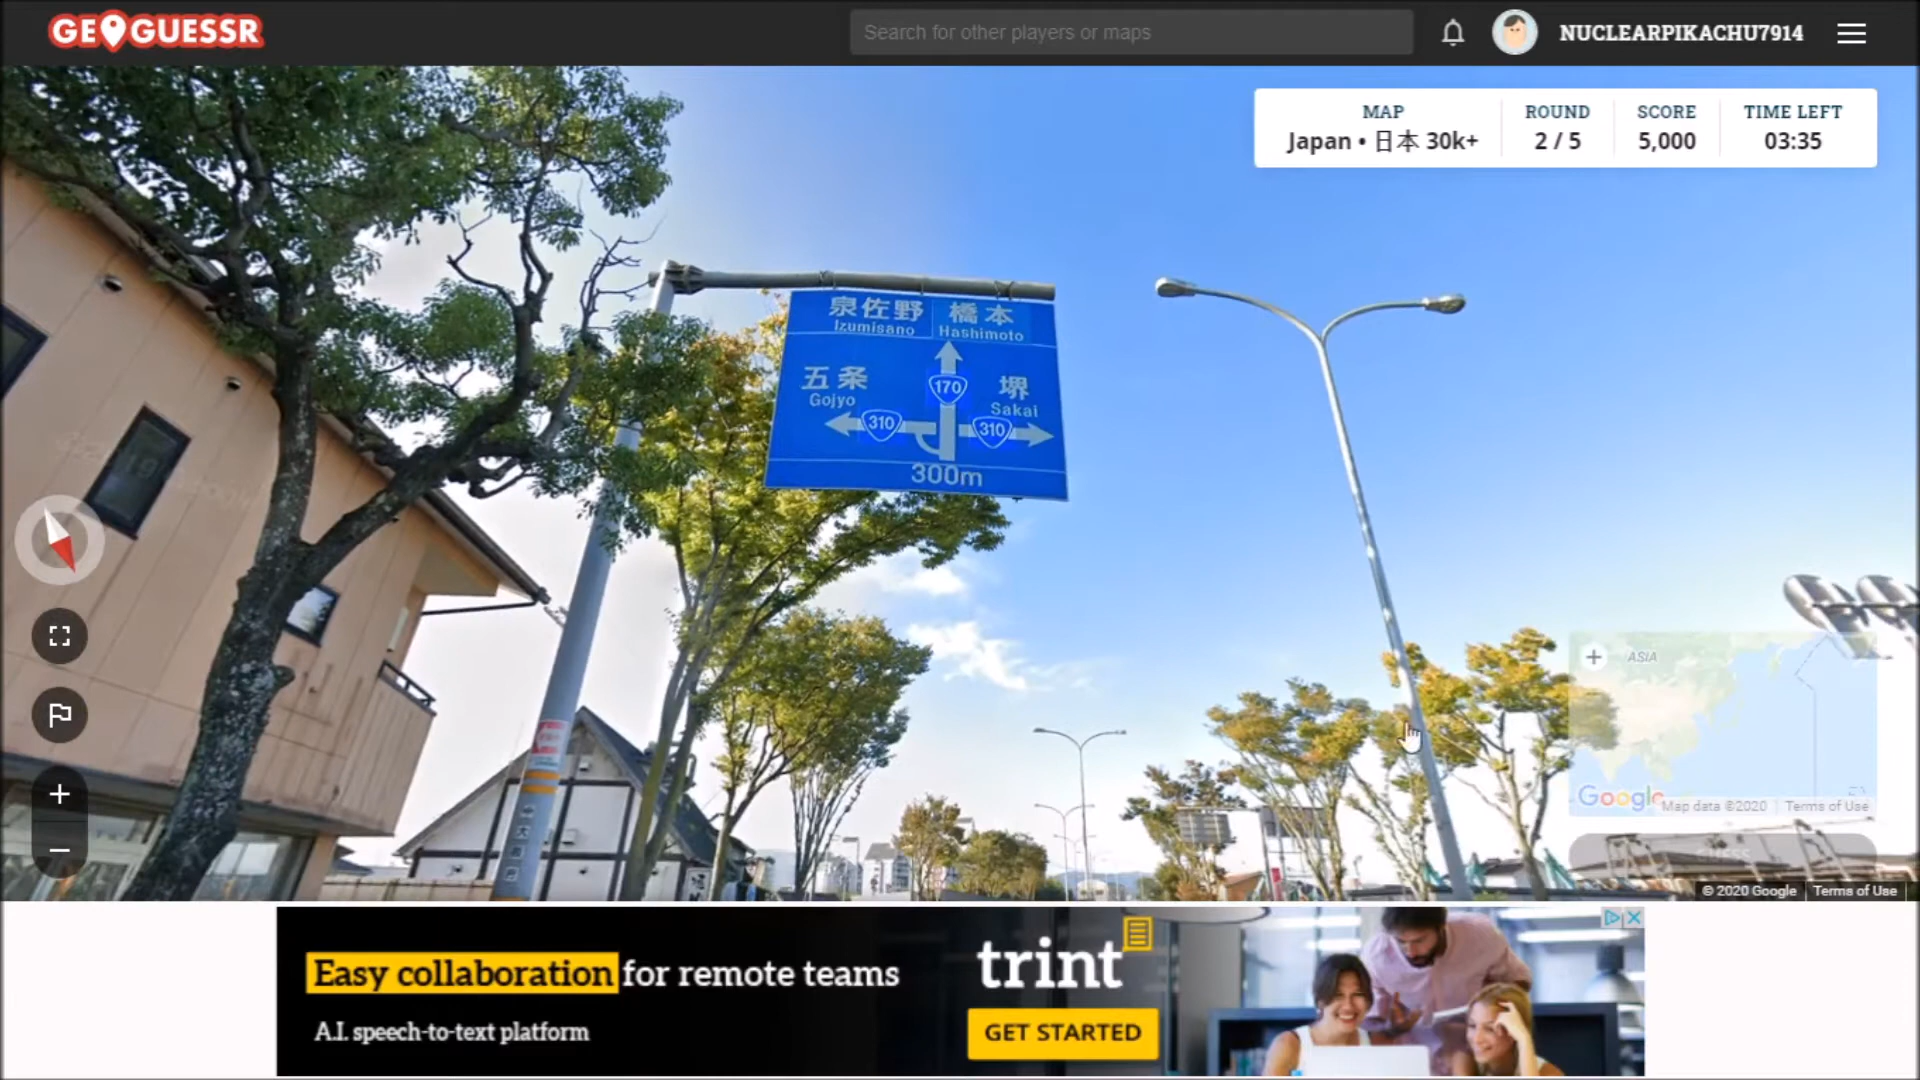 GEOGUESSR
Search for other players or maps
NUCLEARPIKACHU7914
MAP
Japan • 日本 30k+
ROUND
2 / 5
SCORE
5,000
TIME LEFT
03:35
泉佐野
Izumisano
橋本
Hashimoto
五条
Gojyo
170
堺
Sakai
310
310
300m
ASIA
Google
Map data ©2020
Terms of Use
GUESS
© 2020 Google
Terms of Use
Easy collaboration for remote teams
A.I. speech-to-text platform
trint
GET STARTED